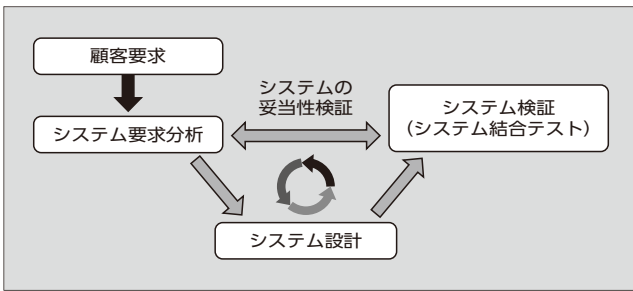 顧客要求
システム要求分析
システムの
妥当性検証
システム検証
（システム結合テスト）
システム設計